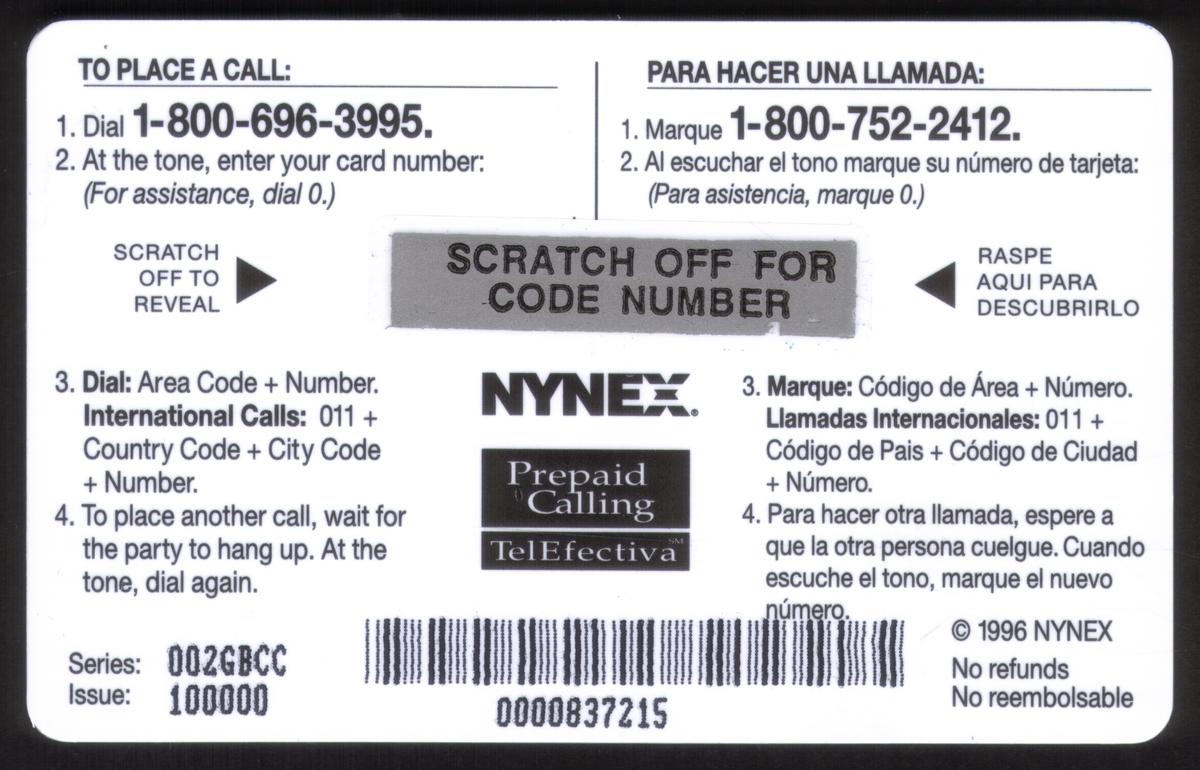 TO PLACE A CALL:
1. Dial 1-800-696-3995.
2. At the tone, enter your card number:
(For assistance, dial 0.)
PARA HACER UNA LLAMADA:
1. Marque 1-800-752-2412.
2. Al escuchar el tono marque su número de tarjeta:
(Para asistencia, marque 0.)
SCRATCH
OFF TO
REVEAL
SCRATCH OFF FOR
CODE NUMBER
RASPE
AQUI PARA
DESCUBRIRLO
3. Dial: Area Code + Number.
International Calls: 011 +
Country Code + City Code
+ Number.
4. To place another call, wait for
the party to hang up. At the
tone, dial again.
NYNEX®
Prepaid
Calling
TelEfectiva℠
3. Marque: Código de Área + Número.
Llamadas Internacionales: 011 +
Código de Pais + Código de Ciudad
+ Número.
4. Para hacer otra llamada, espere a
que la otra persona cuelgue. Cuando
escuche el tono, marque el nuevo
número.
Series: 002GBCC
Issue: 100000
0000837215
© 1996 NYNEX
No refunds
No reembolsable